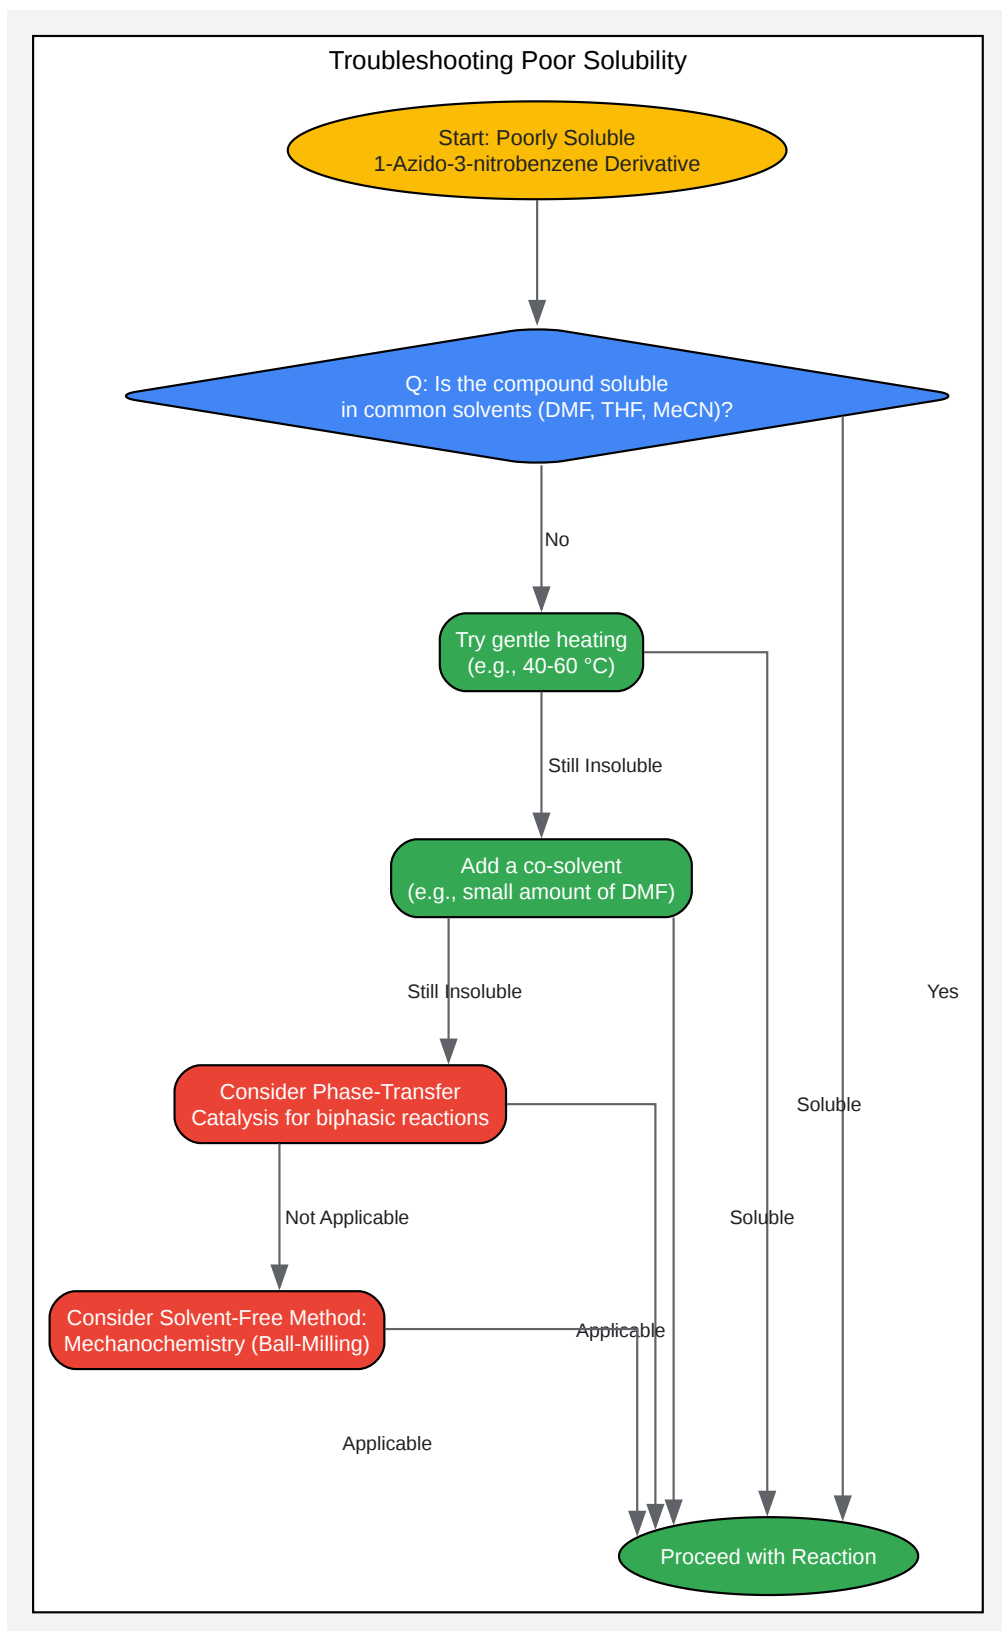 Troubleshooting Poor Solubility
Start: Poorly Soluble
1-Azido-3-nitrobenzene Derivative
Q: Is the compound soluble
in common solvents (DMF, THF, MeCN)?
No
Try gentle heating
(e.g., 40-60 °C)
Still Insoluble
Add a co-solvent
(e.g., small amount of DMF)
Still Insoluble
Yes
Consider Phase-Transfer
Catalysis for biphasic reactions
Soluble
Not Applicable
Soluble
Consider Solvent-Free Method:
Mechanochemistry (Ball-Milling)
Applicable
Applicable
Proceed with Reaction